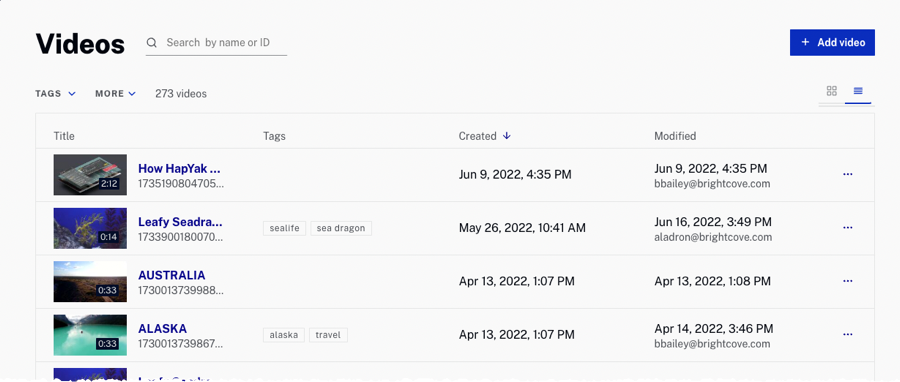 Videos
Search by name or ID
+ Add video
TAGS MORE 273 videos
Title Tags Created Modified
2:12 How HapYak ... Jun 9, 2022, 4:35 PM Jun 9, 2022, 4:35 PM
1735190804705... bbailey@brightcove.com
0:14 Leafy Seadra... sealife sea dragon May 26, 2022, 10:41 AM Jun 16, 2022, 3:49 PM
1733900180070... aladron@brightcove.com
0:33 AUSTRALIA Apr 13, 2022, 1:07 PM Apr 13, 2022, 1:08 PM
1730013739988...
0:33 ALASKA alaska travel Apr 13, 2022, 1:07 PM Apr 14, 2022, 3:46 PM
1730013739867... bbailey@brightcove.com